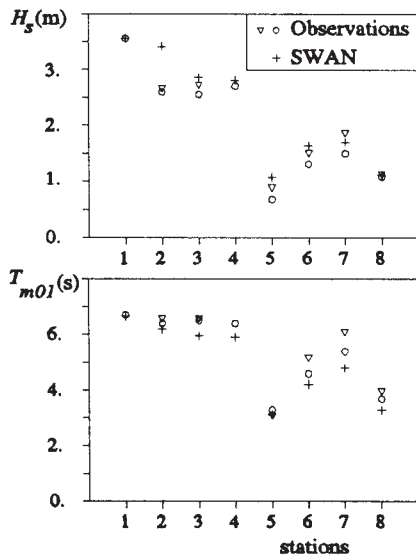 H_s(m)
▽ ○ Observations
+ SWAN
3.
2.
1.
0.
1 2 3 4 5 6 7 8
T_m01(s)
6.
4.
2.
0.
1 2 3 4 5 6 7 8
stations